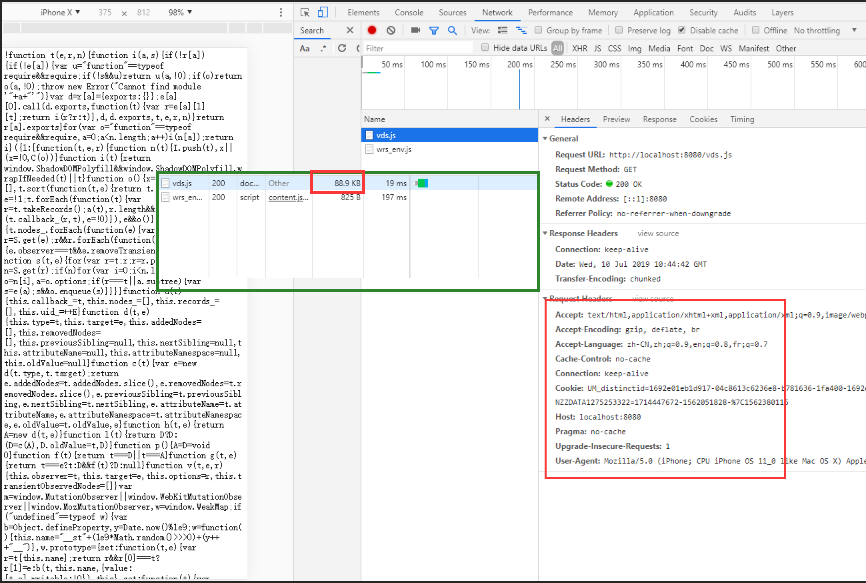 iPhone X ▼ 375 × 812 98% ▼
Elements Console Sources Network Performance Memory Application Security Audits Layers
Search
Group by frame Preserve log Disable cache Offline No throttling
Aa .*
Filter
Hide data URLs All XHR JS CSS Img Media Font Doc WS Manifest Other
50 ms 100 ms 150 ms 200 ms 250 ms 300 ms 350 ms 400 ms 450 ms 500 ms 550 ms 600
Name
vds.js
wrs_env.js
× Headers Preview Response Cookies Timing
General
Request URL: http://localhost:8080/vds.js
Request Method: GET
Status Code: 200 OK
Remote Address: [::1]:8080
Referrer Policy: no-referrer-when-downgrade
Response Headers view source
Connection: keep-alive
Date: Wed, 10 Jul 2019 10:44:42 GMT
Transfer-Encoding: chunked
Request Headers view source
Accept: text/html,application/xhtml+xml,application/xml;q=0.9,image/webp
Accept-Encoding: gzip, deflate, br
Accept-Language: zh-CN,zh;q=0.9,en;q=0.8,fr;q=0.7
Cache-Control: no-cache
Connection: keep-alive
Cookie: UM_distinctid=1692e01eb1d917-04c8613c6236e8-b781636-1fa400-1692
NZZDATA1275253322=1714447672-1562051828-%7C1562380116
Host: localhost:8080
Pragma: no-cache
Upgrade-Insecure-Requests: 1
User-Agent: Mozilla/5.0 (iPhone; CPU iPhone OS 11_0 like Mac OS X) Apple
vds.js 200 doc... Other 88.9 KB 19 ms
wrs_en... 200 script content.js... 825 B 197 ms
!function t(e,r,n){function i(a,s){if(!r[a])
{if(!e[a]){var u="function"==typeof
require&&require;if(!s&&u)return u(a,!0);if(o)return
o(a,!0);throw new Error("Cannot find module
'"+a+"'")}var d=r[a]={exports:{}};e[a]
[0].call(d.exports,function(t){var r=e[a][1]
[t];return i(r?r:t)},d,d.exports,t,e,r,n)}return
r[a].exports}for(var o="function"==typeof
require&&require,a=0;a<n.length;a++)i(n[a]);return
i}({1:[function(t,e,r){function n(t){I.push(t),x||
(x=!0,C(o))}function i(t){return
window.ShadowDOMPolyfill&&window.ShadowDOMPolyfill.w
rapIfNeeded(t)||t}function o(){x=
[],t.sort(function(t,e){return t.
e=!1;t.forEach(function(t){var
r=t.takeRecords();a(t),r.length&&
(t.callback_(r,t),e=!0)}),e&&o()}
{t.nodes_.forEach(function(e){var
r=S.get(e);r&&r.forEach(function(
{e.observer===t&&e.removeTransien
nction s(t,e){for(var r=t;r;r=r.p
n=S.get(r);if(n)for(var i=0;i<n.l
o=n[i],a=o.options;if(r===t||a.subtree){var
s=e(a);s&&o.enqueue(s)}}}}function u(t)
{this.callback_=t,this.nodes_=[],this.records_=
[],this.uid_=++E}function d(t,e)
{this.type=t,this.target=e,this.addedNodes=
[],this.removedNodes=
[],this.previousSibling=null,this.nextSibling=null,t
his.attributeName=null,this.attributeNamespace=null,
this.oldValue=null}function c(t){var e=new
d(t.type,t.target);return
e.addedNodes=t.addedNodes.slice(),e.removedNodes=t.r
emovedNodes.slice(),e.previousSibling=t.previousSibl
ing,e.nextSibling=t.nextSibling,e.attributeName=t.at
tributeName,e.attributeNamespace=t.attributeNamespac
e,e.oldValue=t.oldValue,e}function h(t,e){return
A=new d(t,e)}function l(t){return D?D:
(D=c(A),D.oldValue=t,D)}function p(){A=D=void
0}function f(t){return t===D||t===A}function g(t,e)
{return t===e?t:D&&f(t)?D:null}function v(t,e,r)
{this.observer=t,this.target=e,this.options=r,this.t
ransientObservedNodes=[]}var
m=window.MutationObserver||window.WebKitMutationObse
rver||window.MozMutationObserver,w=window.WeakMap;if
("undefined"==typeof w){var
b=Object.defineProperty,y=Date.now()%1e9;w=function(
){this.name="__st"+(1e9*Math.random()>>>0)+(y++
+"__")},w.prototype={set:function(t,e){var
r=t[this.name];return r&&r[0]===t?
r[1]=e:b(t,this.name,{value: